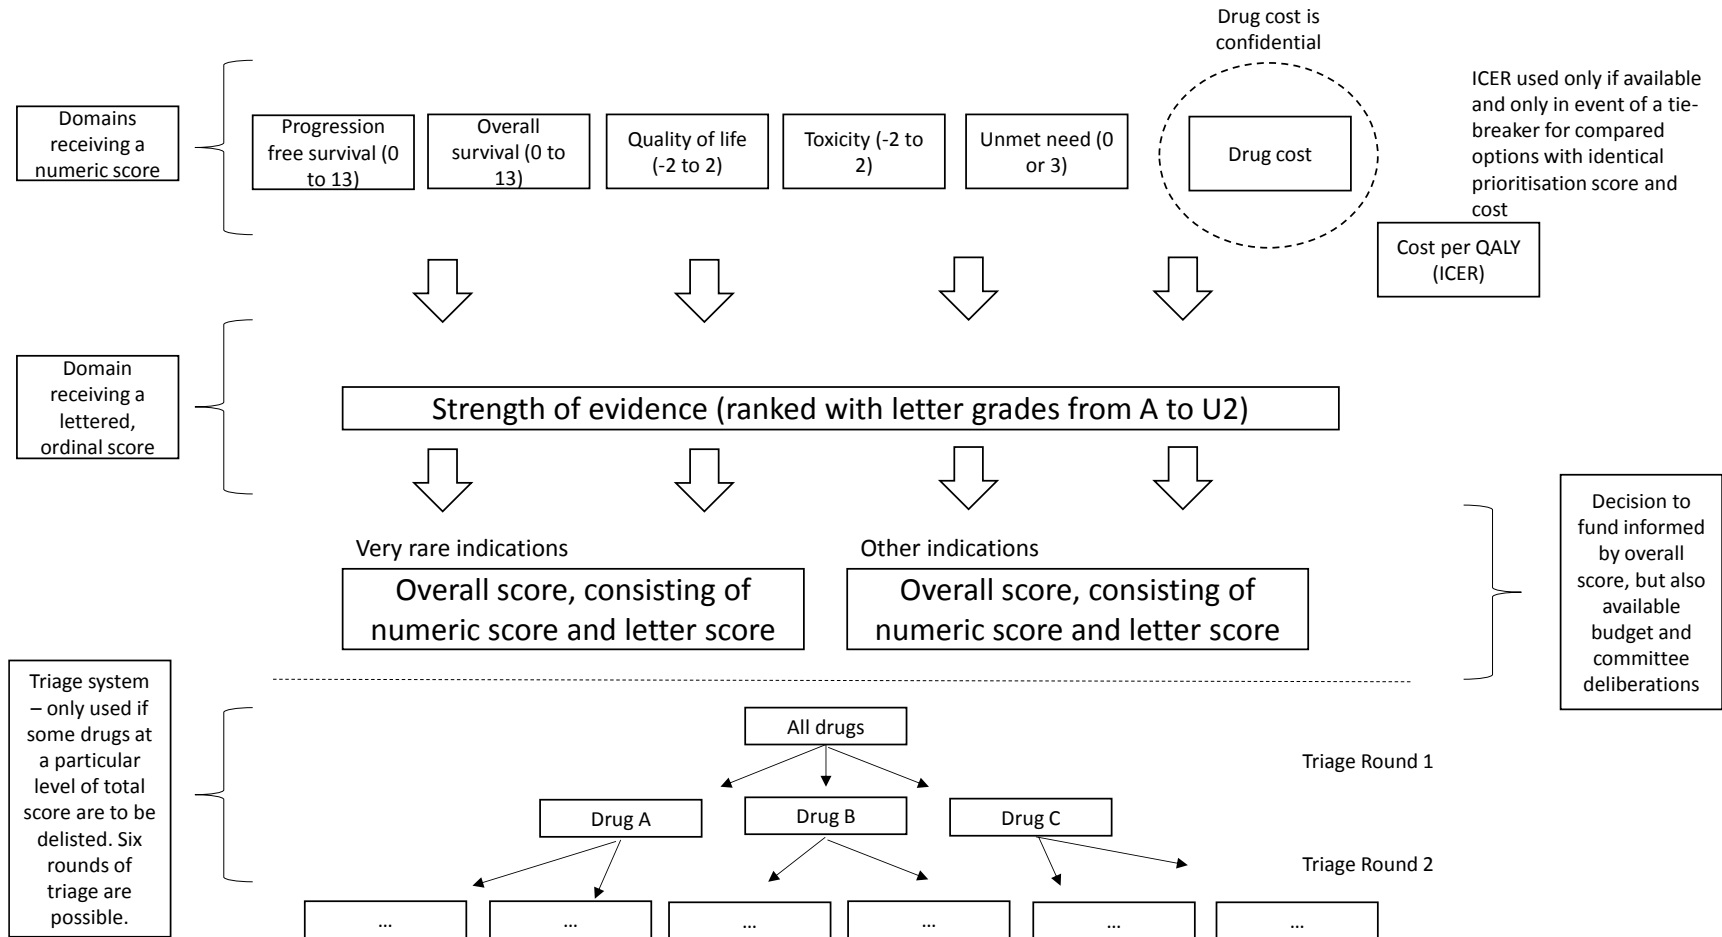 Drug cost is
confidential
Domains
receiving a
numeric score
Progression
free survival (0
to 13)
Overall
survival (0 to
13)
Quality of life
(-2 to 2)
Toxicity (-2 to
2)
Unmet need (0
or 3)
Drug cost
ICER used only if available
and only in event of a tie-
breaker for compared
options with identical
prioritisation score and
cost
Cost per QALY
(ICER)
Domain
receiving a
lettered,
ordinal score
Strength of evidence (ranked with letter grades from A to U2)
Very rare indications
Overall score, consisting of
numeric score and letter score
Other indications
Overall score, consisting of
numeric score and letter score
Decision to
fund informed
by overall
score, but also
available
budget and
committee
deliberations
Triage system
– only used if
some drugs at
a particular
level of total
score are to be
delisted. Six
rounds of
triage are
possible.
All drugs
Triage Round 1
Drug A
Drug B
Drug C
Triage Round 2
...
...
...
...
...
...